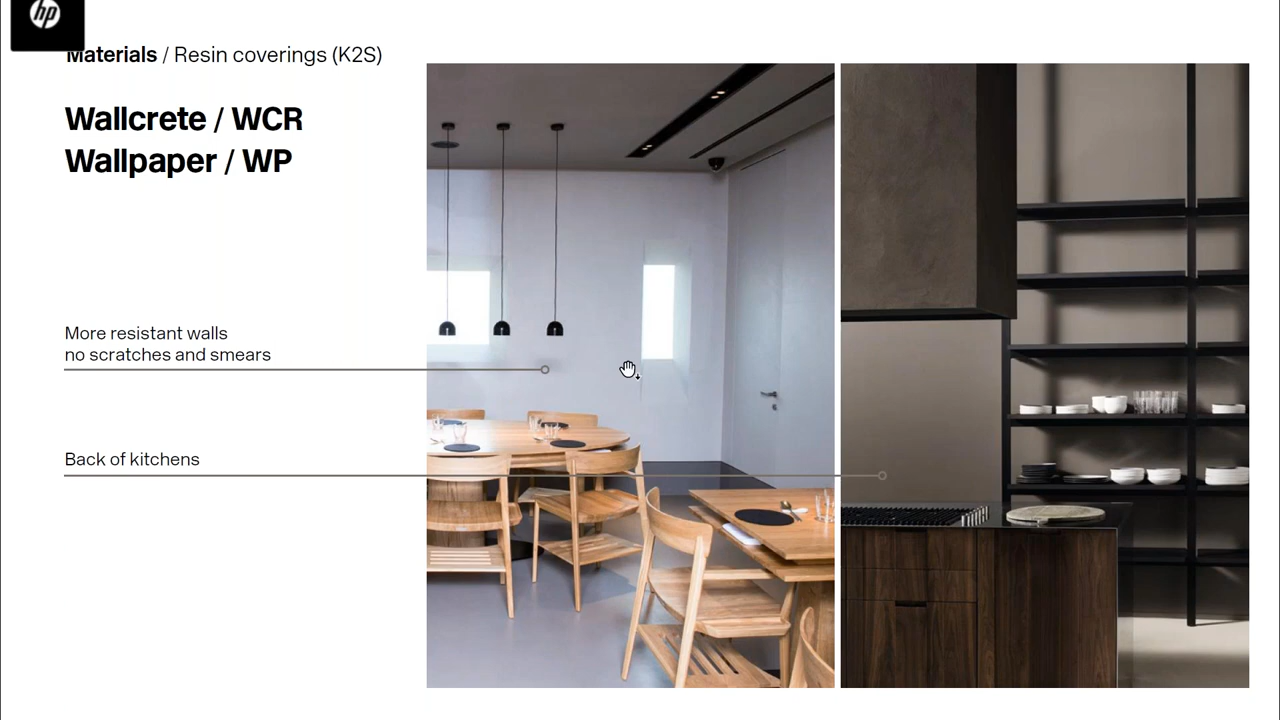 hp
Materials / Resin coverings (K2S)
Wallcrete / WCR
Wallpaper / WP
More resistant walls
no scratches and smears
Back of kitchens